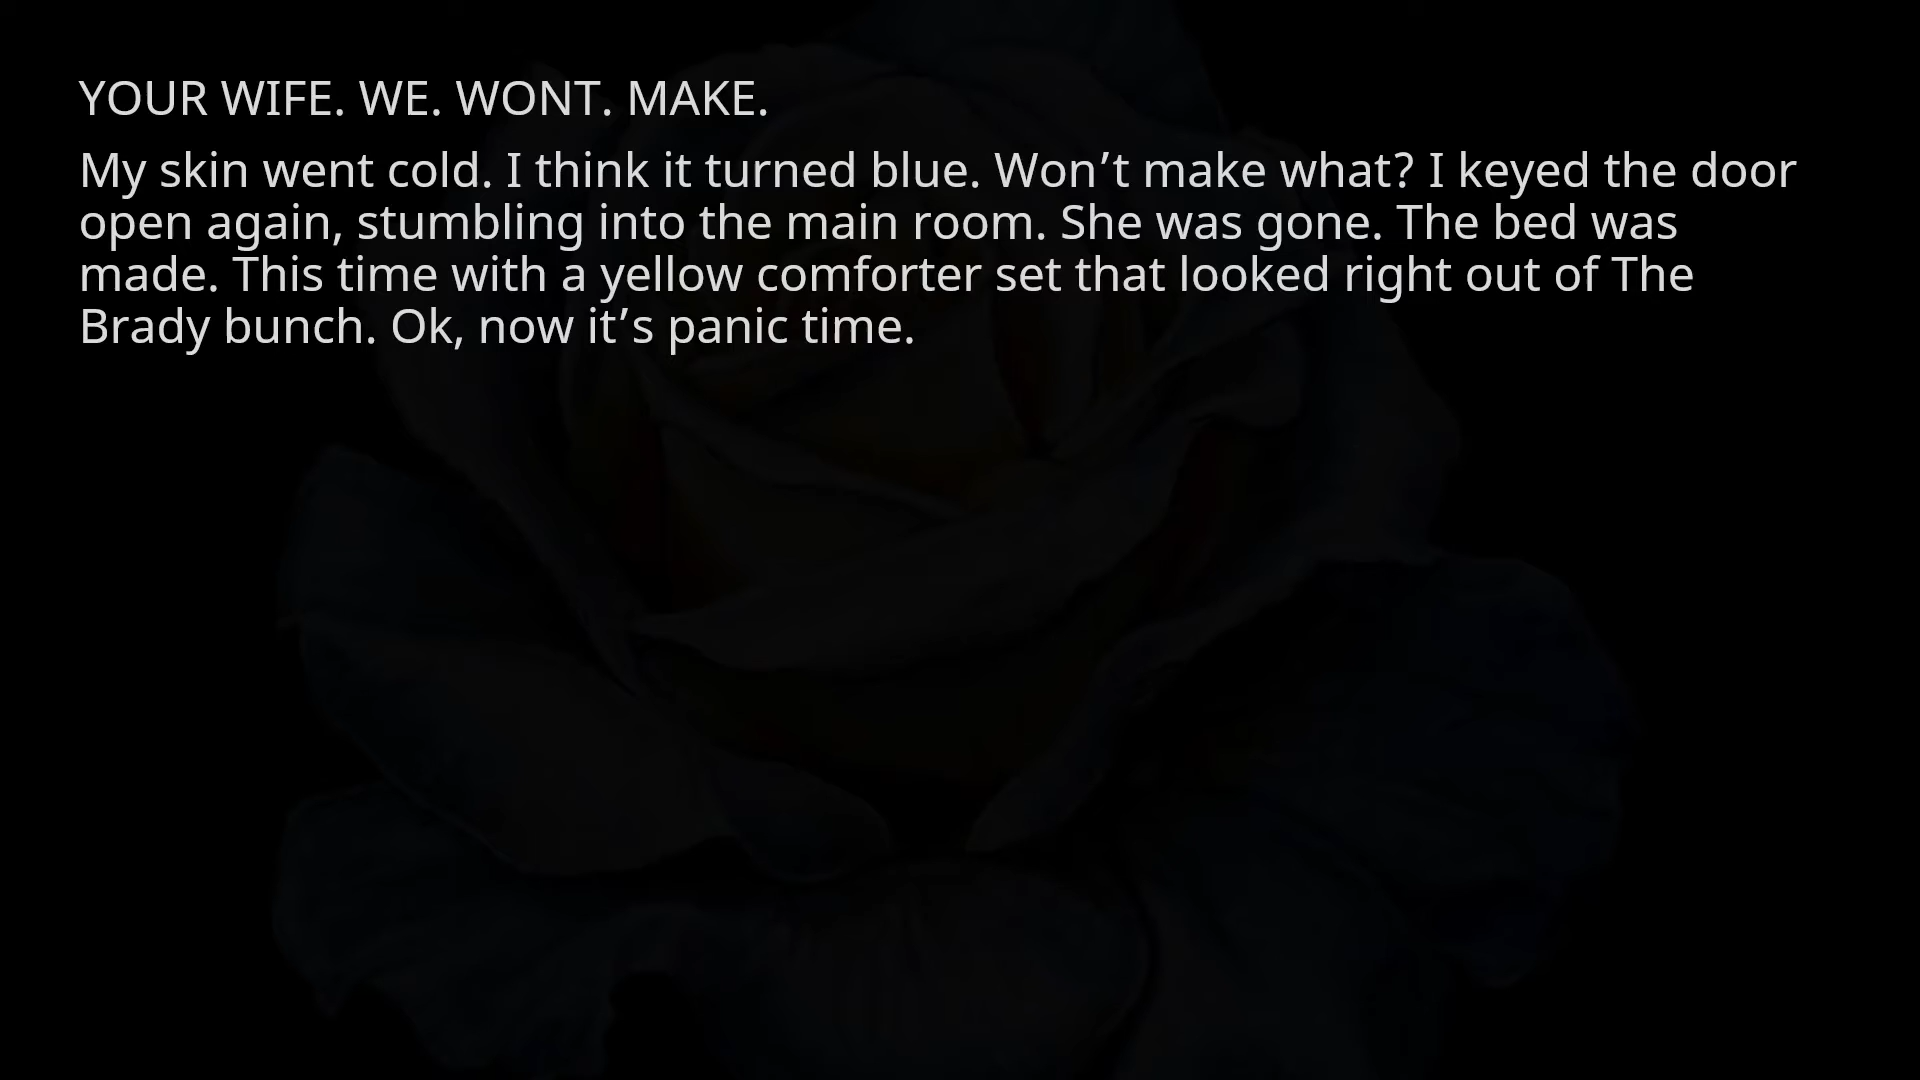 YOUR WIFE. WE. WONT. MAKE.
My skin went cold. I think it turned blue. Won’t make what? I keyed the door
open again, stumbling into the main room. She was gone. The bed was
made. This time with a yellow comforter set that looked right out of The
Brady bunch. Ok, now it’s panic time.